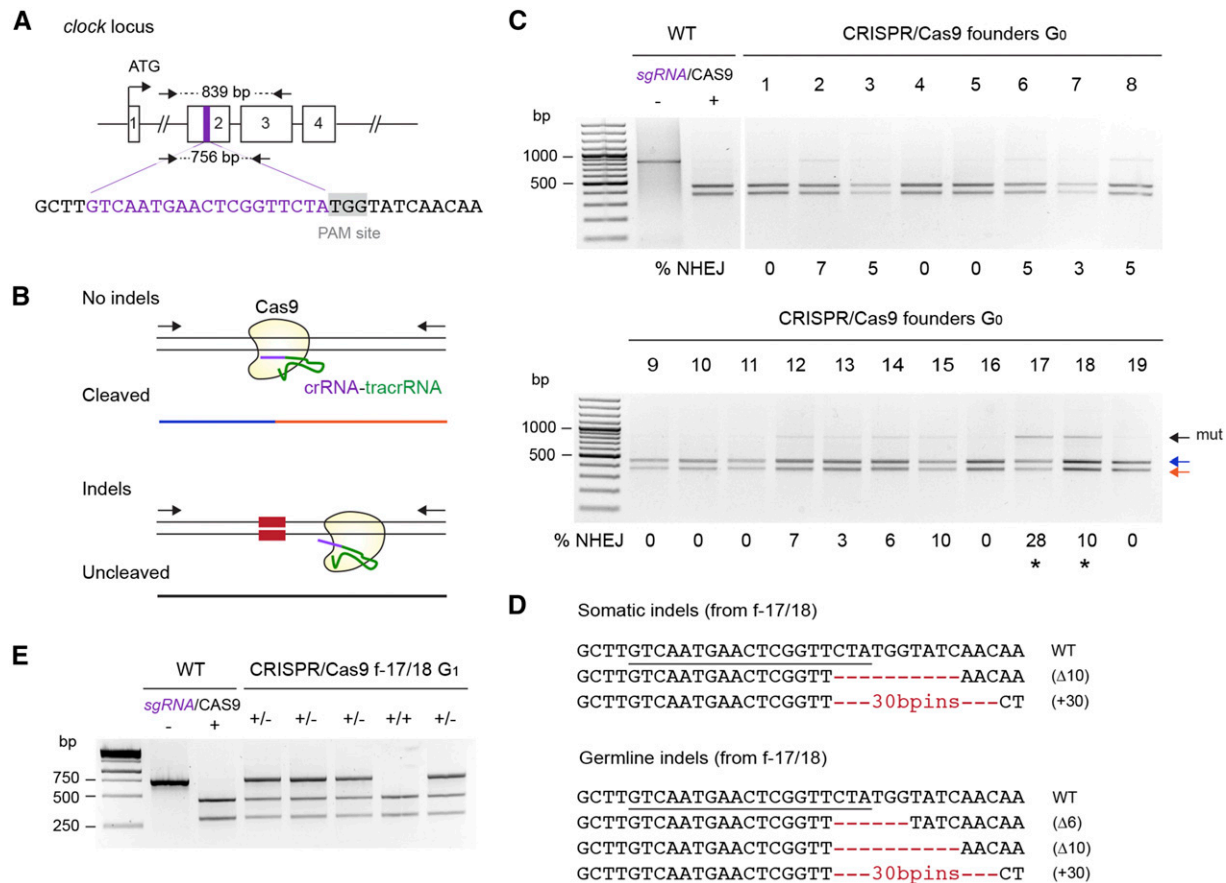 A
clock locus
ATG
839 bp
1
2
3
4
756 bp
GCTTGTCAATGAACTCGGTTCTATGGTATCAACAA
PAM site
B
No indels
Cas9
crRNA-tracrRNA
Cleaved
Indels
Uncleaved
C
WT
CRISPR/Cas9 founders G0
sgRNA/CAS9
- +
1 2 3 4 5 6 7 8
bp
1000
500
% NHEJ 0 7 5 0 0 5 3 5
CRISPR/Cas9 founders G0
9 10 11 12 13 14 15 16 17 18 19
bp
1000
500
mut
% NHEJ 0 0 0 7 3 6 10 0 28 10 0
* *
D
Somatic indels (from f-17/18)
GCTTGTCAATGAACTCGGTTCTATGGTATCAACAA WT
GCTTGTCAATGAACTCGGTT----------AACAA (Δ10)
GCTTGTCAATGAACTCGGTT---30bpins---CT (+30)
Germline indels (from f-17/18)
GCTTGTCAATGAACTCGGTTCTATGGTATCAACAA WT
GCTTGTCAATGAACTCGGTT------TATCAACAA (Δ6)
GCTTGTCAATGAACTCGGTT----------AACAA (Δ10)
GCTTGTCAATGAACTCGGTT---30bpins---CT (+30)
E
WT
CRISPR/Cas9 f-17/18 G1
sgRNA/CAS9
- +
+/- +/- +/- +/+ +/-
bp
750
500
250